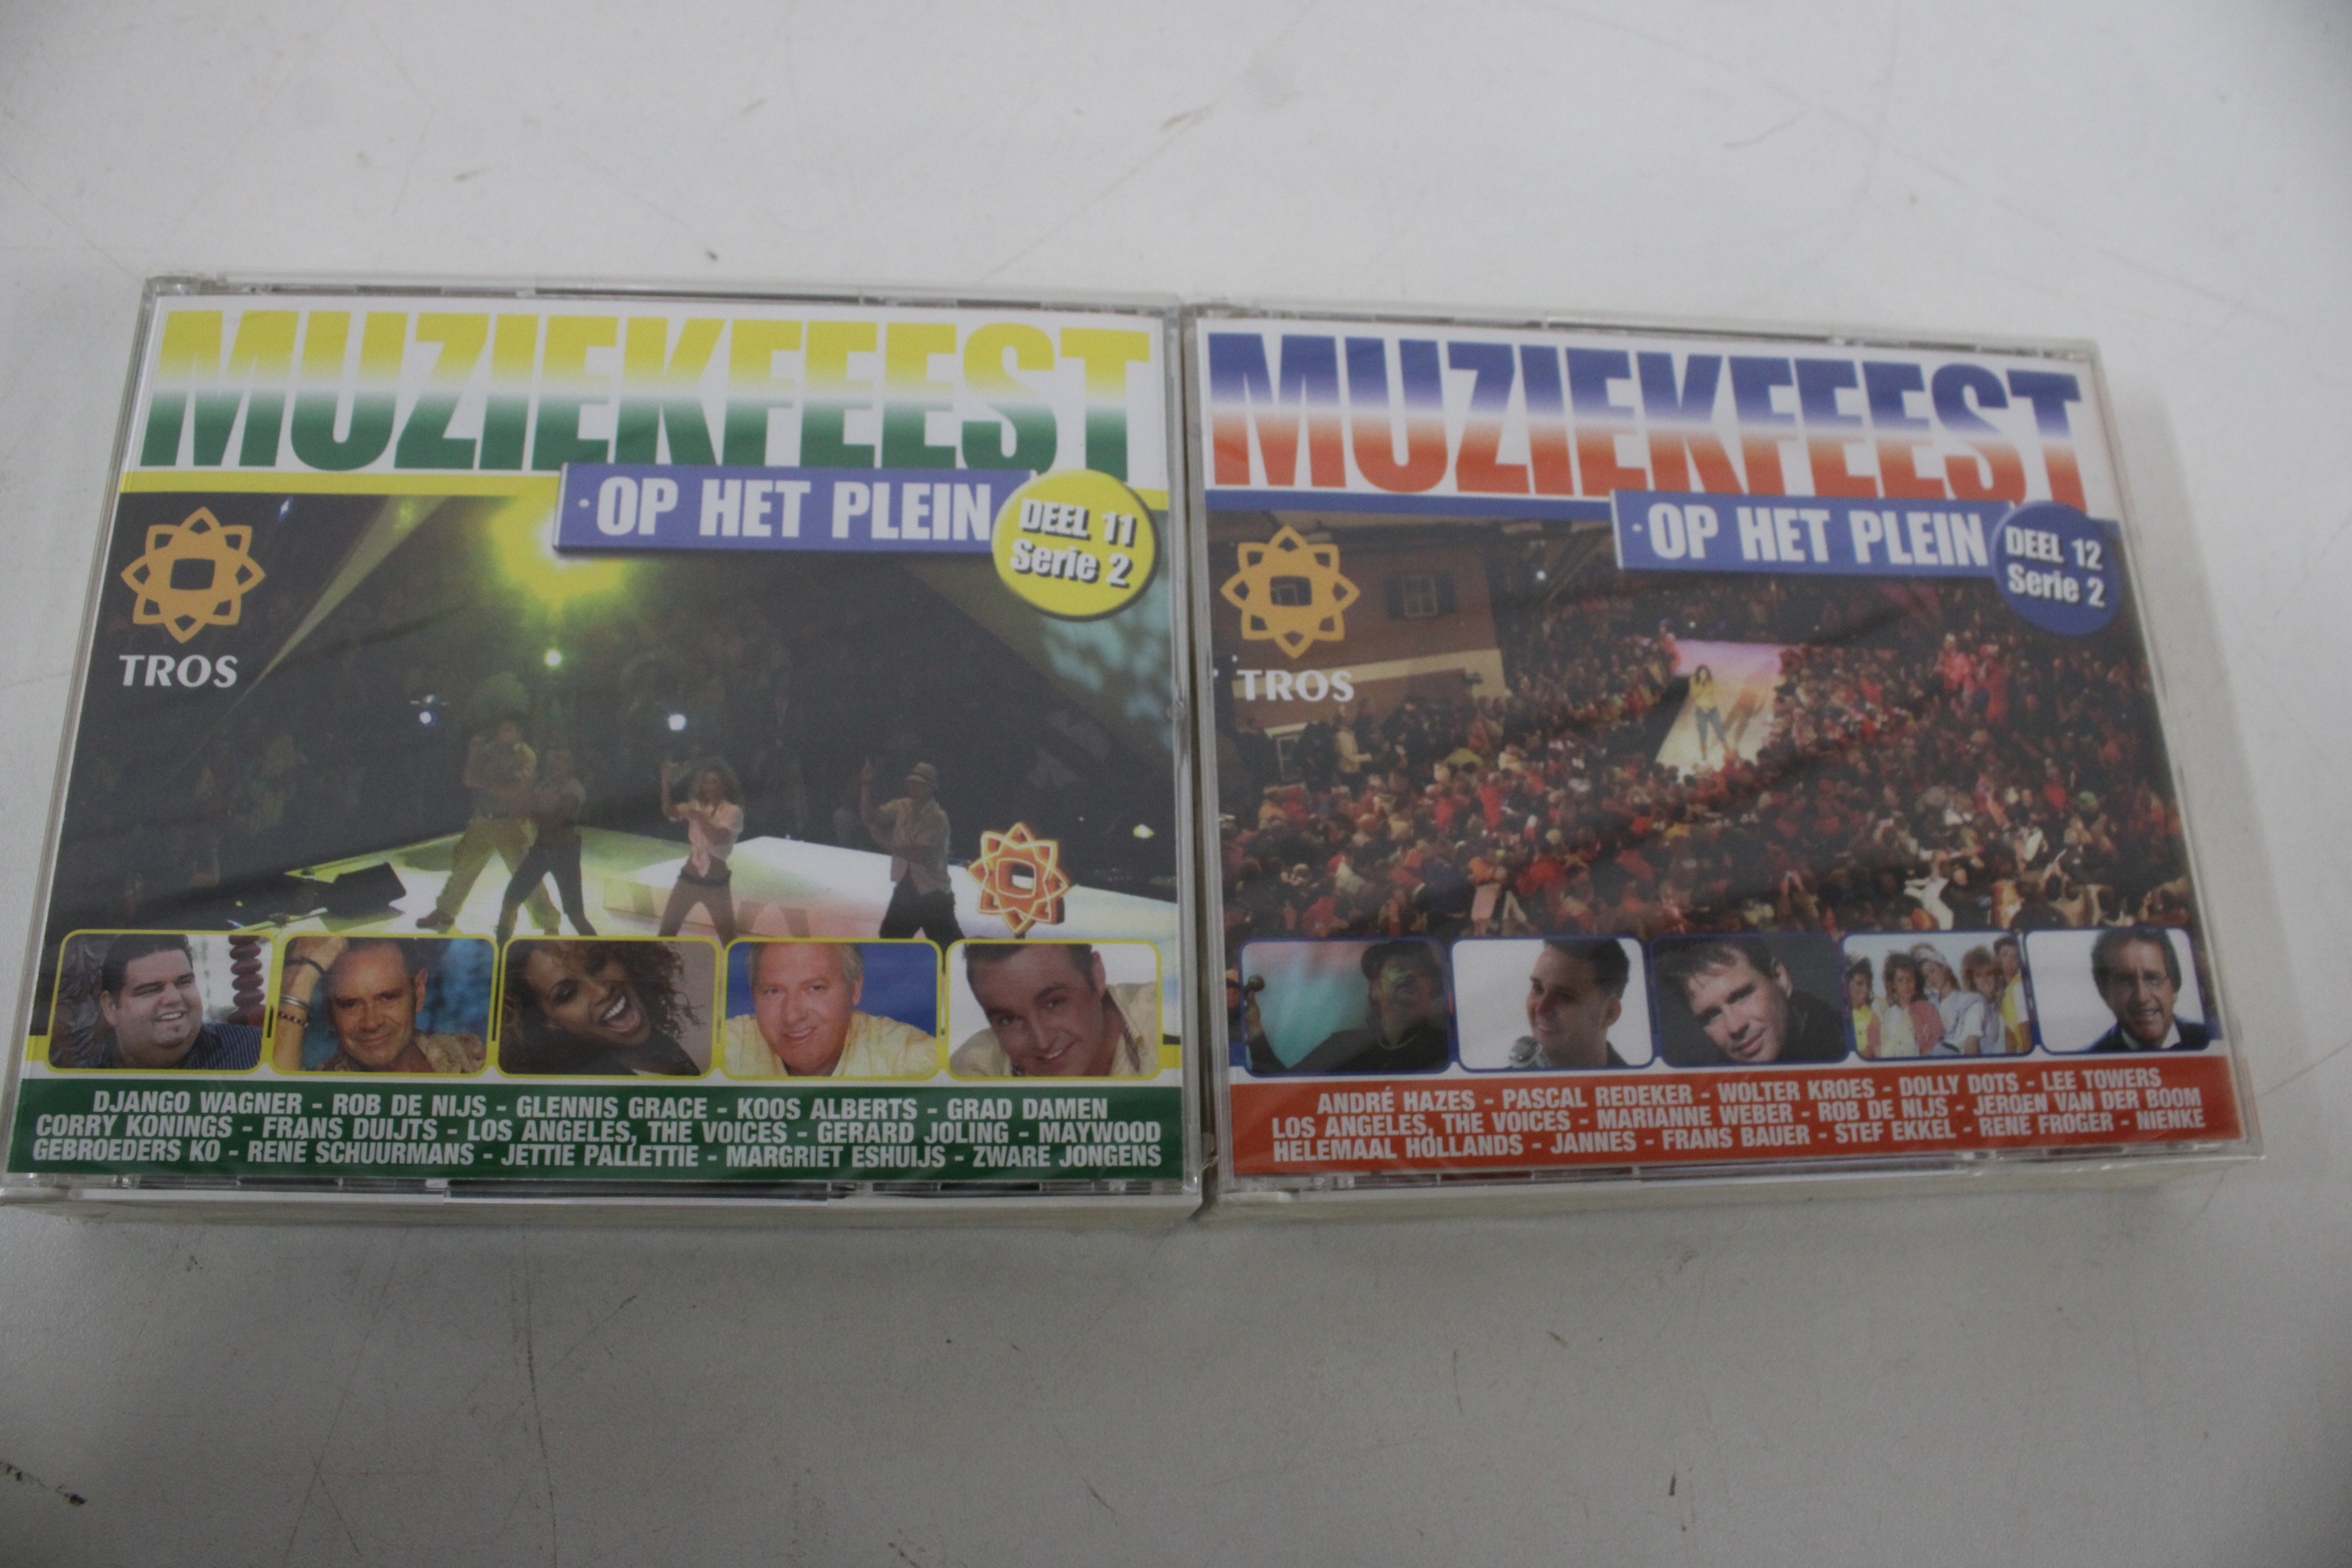 MUZIEKFEEST
OP HET PLEIN
DEEL 11
Serie 2
TROS
DJANGO WAGNER - ROB DE NIJS - GLENNIS GRACE - KOOS ALBERTS - GRAD DAMEN
CORRY KONINGS - FRANS DUIJTS - LOS ANGELES, THE VOICES - GERARD JOLING - MAYWOOD
GEBROEDERS KO - RENÉ SCHUURMANS - JETTIE PALLETTIE - MARGRIET ESHUIJS - ZWARE JONGENS
MUZIEKFEEST
OP HET PLEIN
DEEL 12
Serie 2
TROS
ANDRÉ HAZES - PASCAL REDEKER - WOLTER KROES - DOLLY DOTS - LEE TOWERS
LOS ANGELES, THE VOICES - MARIANNE WEBER - ROB DE NIJS - JEROEN VAN DER BOOM
HELEMAAL HOLLANDS - JANNES - FRANS BAUER - STEF EKKEL - RENÉ FROGER - NIENKE